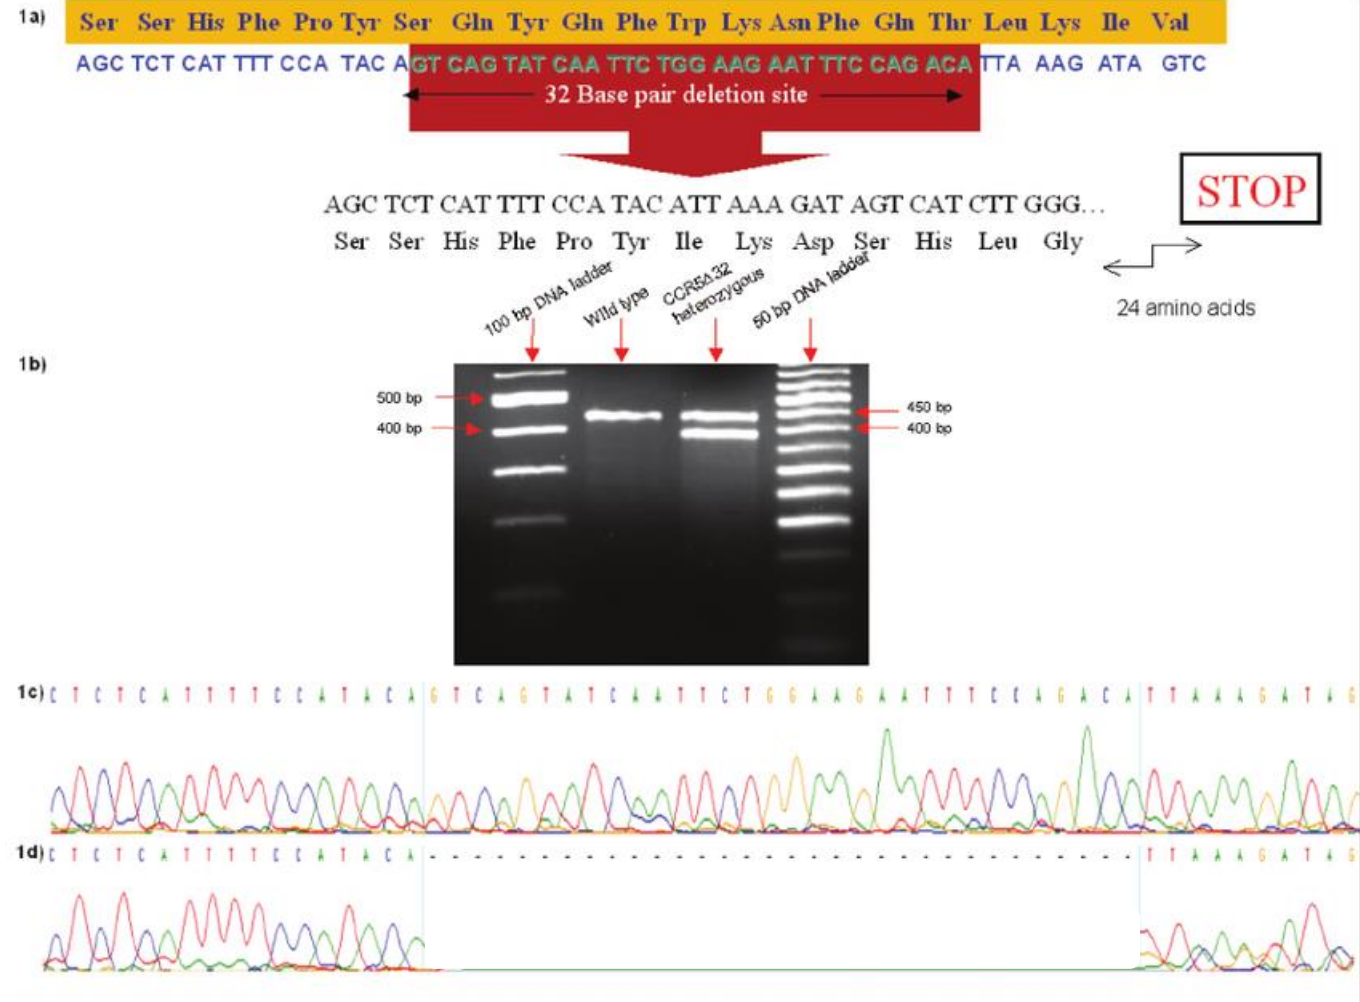 1a)
Ser Ser His Phe Pro Tyr Ser Gln Tyr Gln Phe Trp Lys Asn Phe Gln Thr Leu Lys Ile Val
AGC TCT CAT TTT CCA TAC AGT CAG TAT CAA TTC TGG AAG AAT TTC CAG ACA TTA AAG ATA GTC
32 Base pair deletion site
STOP
AGC TCT CAT TTT CCA TAC ATT AAA GAT AGT CAT CTT GGG...
Ser Ser His Phe Pro Tyr Ile Lys Asp Ser His Leu Gly
24 amino acids
100 bp DNA ladder
Wild type
CCR5Δ32
heterozygous
50 bp DNA ladder
1b)
500 bp
400 bp
450 bp
400 bp
1c)
C T C T C A T T T T C C A T A C A G T C A G T A T C A A T T C T G G A A G A A T T T C C A G A C A T T A A A G A T A G
1d)
C T C T C A T T T T C C A T A C A - - - - - - - - - - - - - - - - - - - - - - - - - - - - - - - - T T A A A G A T A G